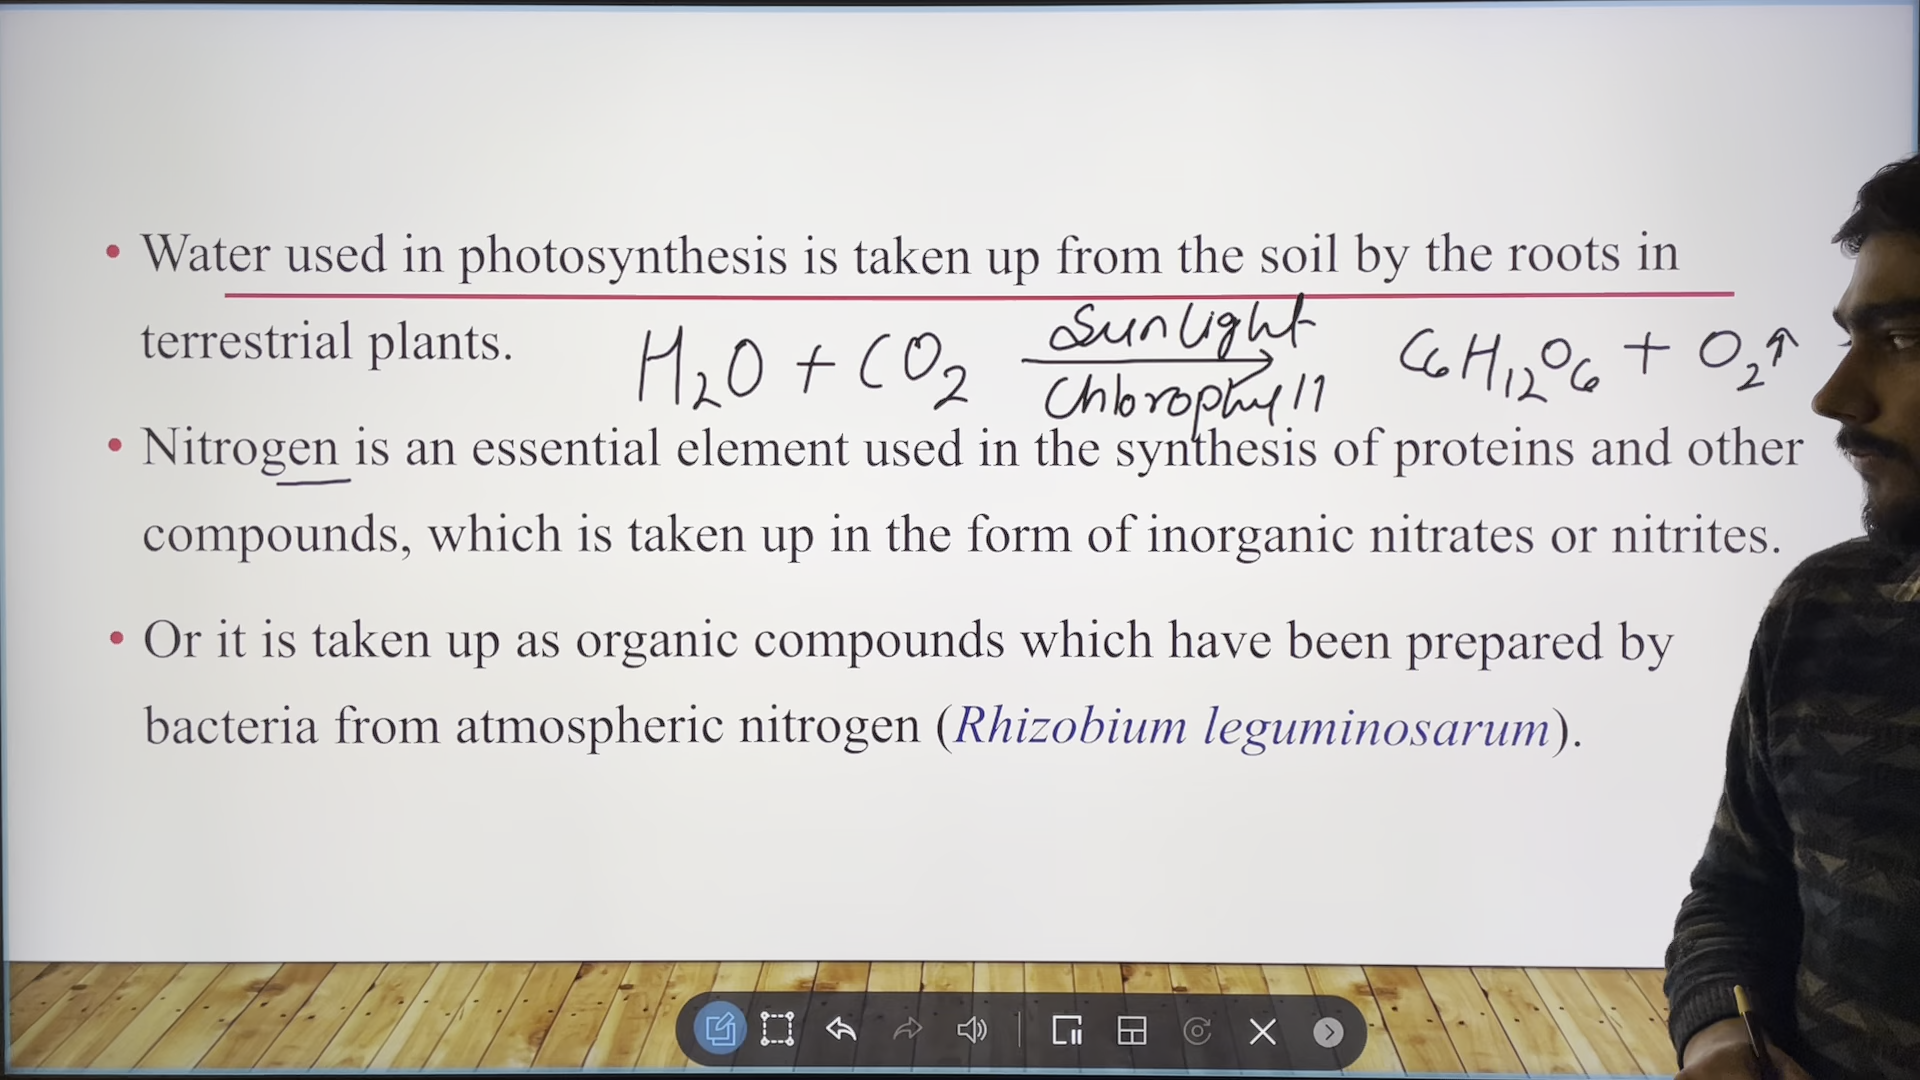 • Water used in photosynthesis is taken up from the soil by the roots in
terrestrial plants.
H₂O + CO₂ Sunlight Chlorophyll C₆H₁₂O₆ + O₂↑
• Nitrogen is an essential element used in the synthesis of proteins and other
compounds, which is taken up in the form of inorganic nitrates or nitrites.
• Or it is taken up as organic compounds which have been prepared by
bacteria from atmospheric nitrogen (Rhizobium leguminosarum).